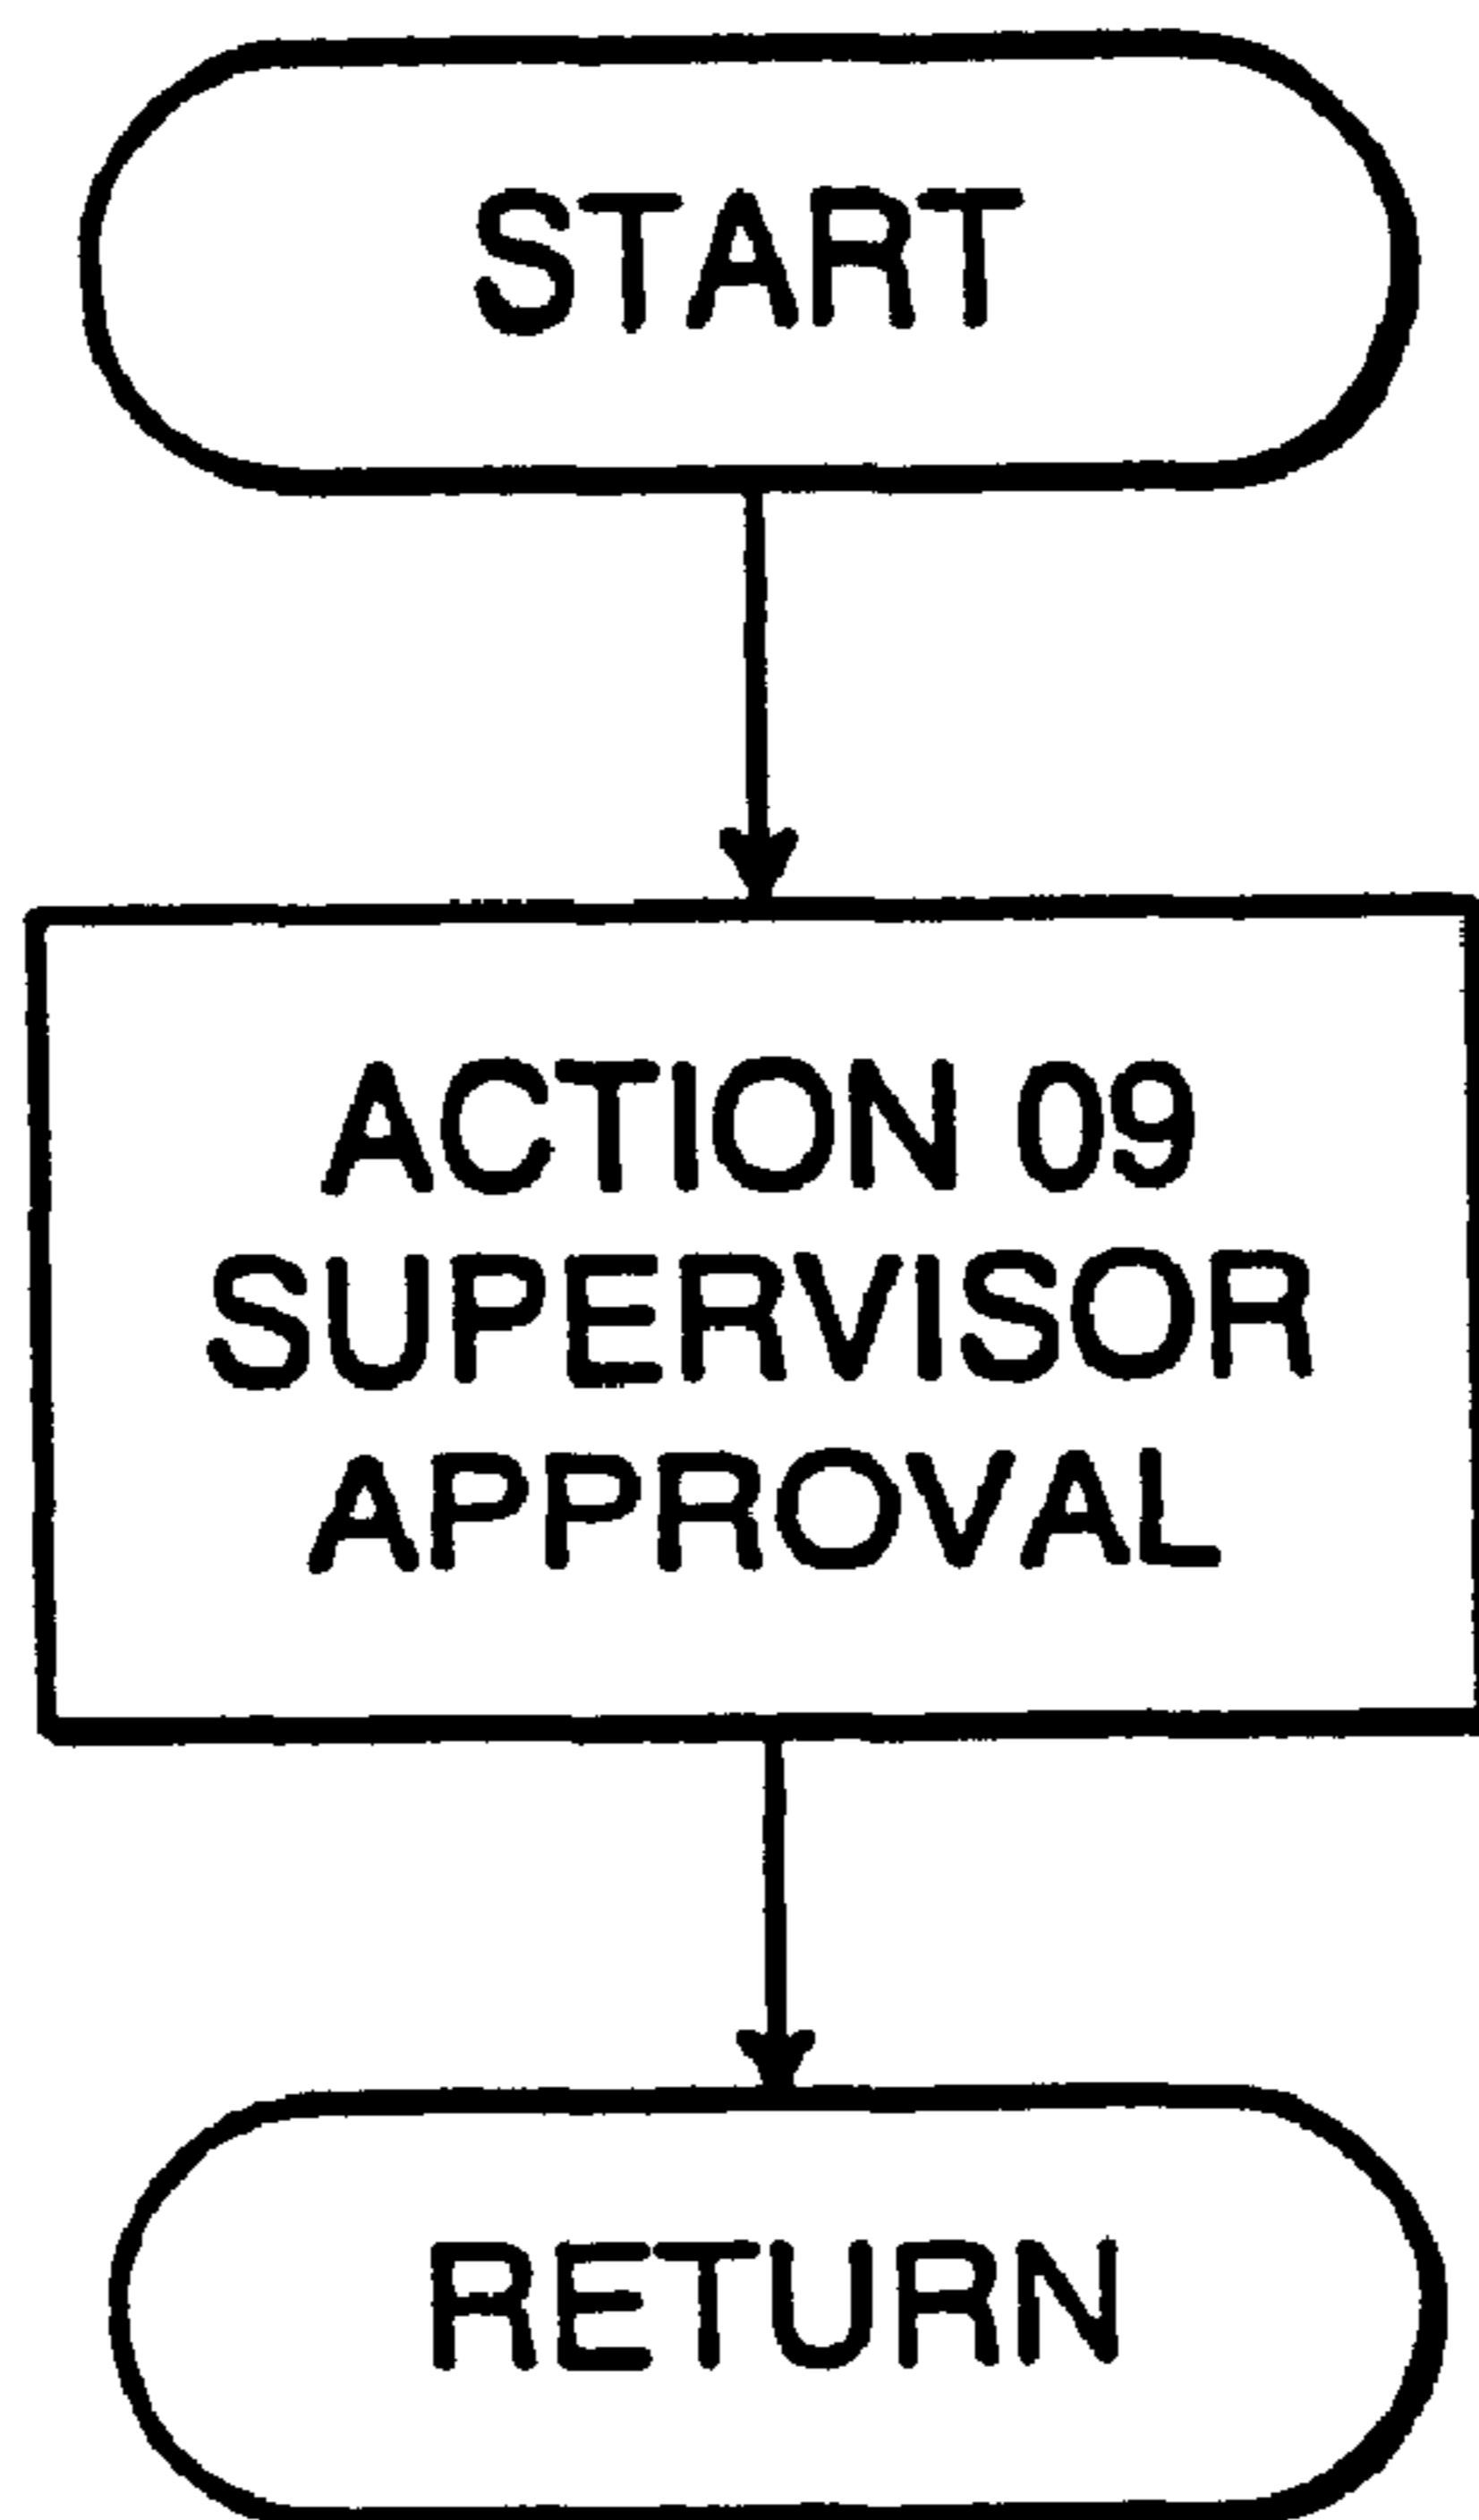 START
ACTION 09
SUPERVISOR
APPROVAL
RETURN